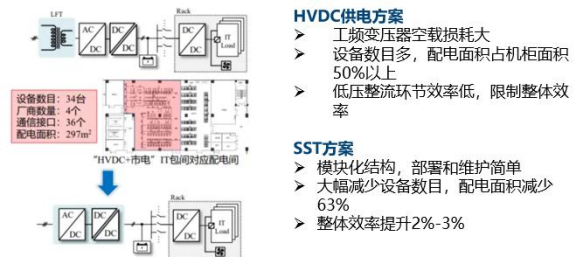 LFT
AC
DC
DC
DC
Rack
DC
DC
IT
Load
设备数目：34台
厂商数量：4个
通信接口：36个
配电面积：297m²
"HVDC+市电" IT包间对应配电间
AC
DC
DC
DC
Rack
DC
DC
IT
Load
HVDC供电方案
➢ 工频变压器空载损耗大
➢ 设备数目多，配电面积占机柜面积
50%以上
➢ 低压整流环节效率低，限制整体效
率
SST方案
➢ 模块化结构，部署和维护简单
➢ 大幅减少设备数目，配电面积减少
63%
➢ 整体效率提升2%-3%